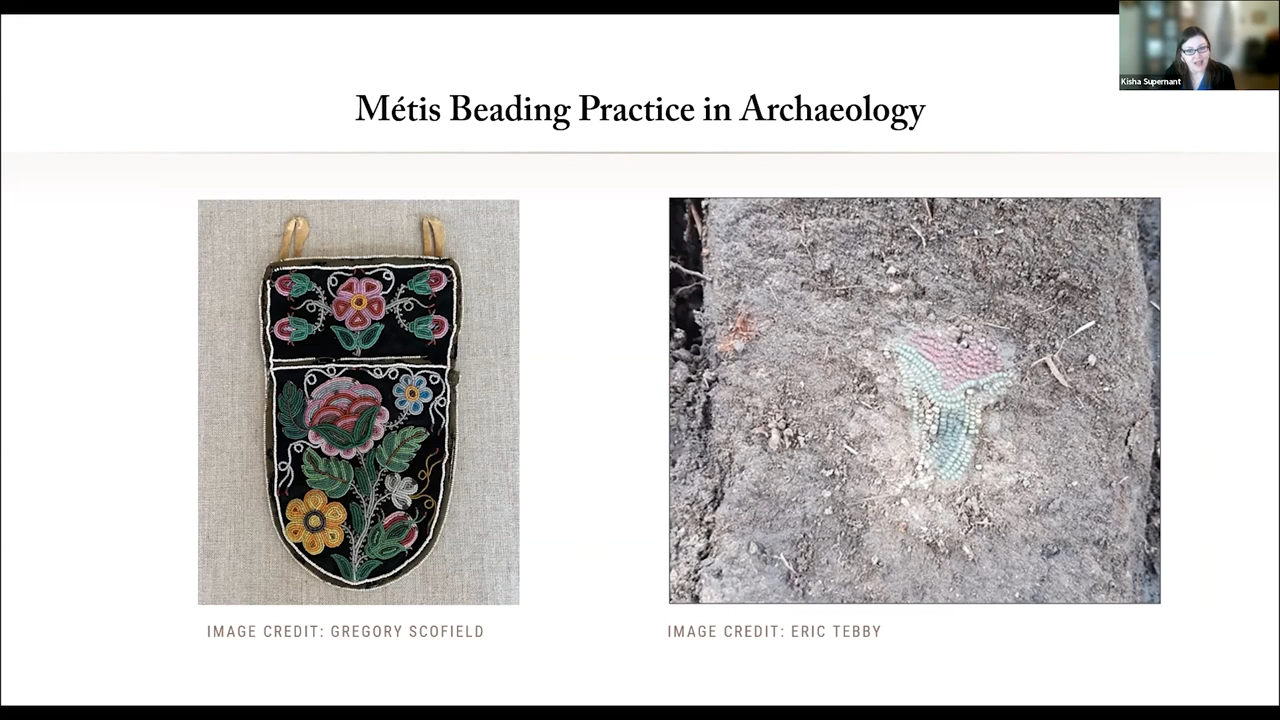 Kisha Supernant
Métis Beading Practice in Archaeology
IMAGE CREDIT: GREGORY SCOFIELD
IMAGE CREDIT: ERIC TEBBY